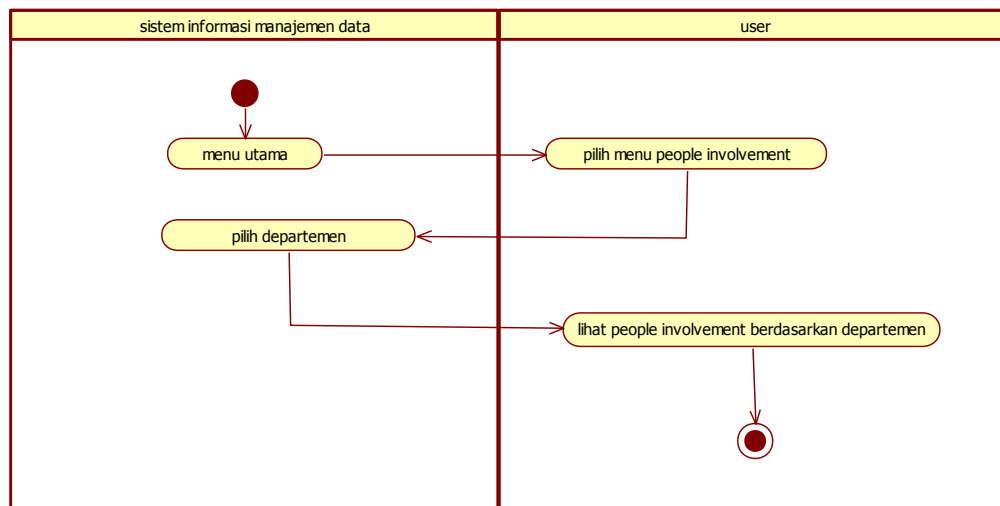 sistem informasi manajemen data
user
menu utama
pilih menu people involvement
pilih departemen
lihat people involvement berdasarkan departemen